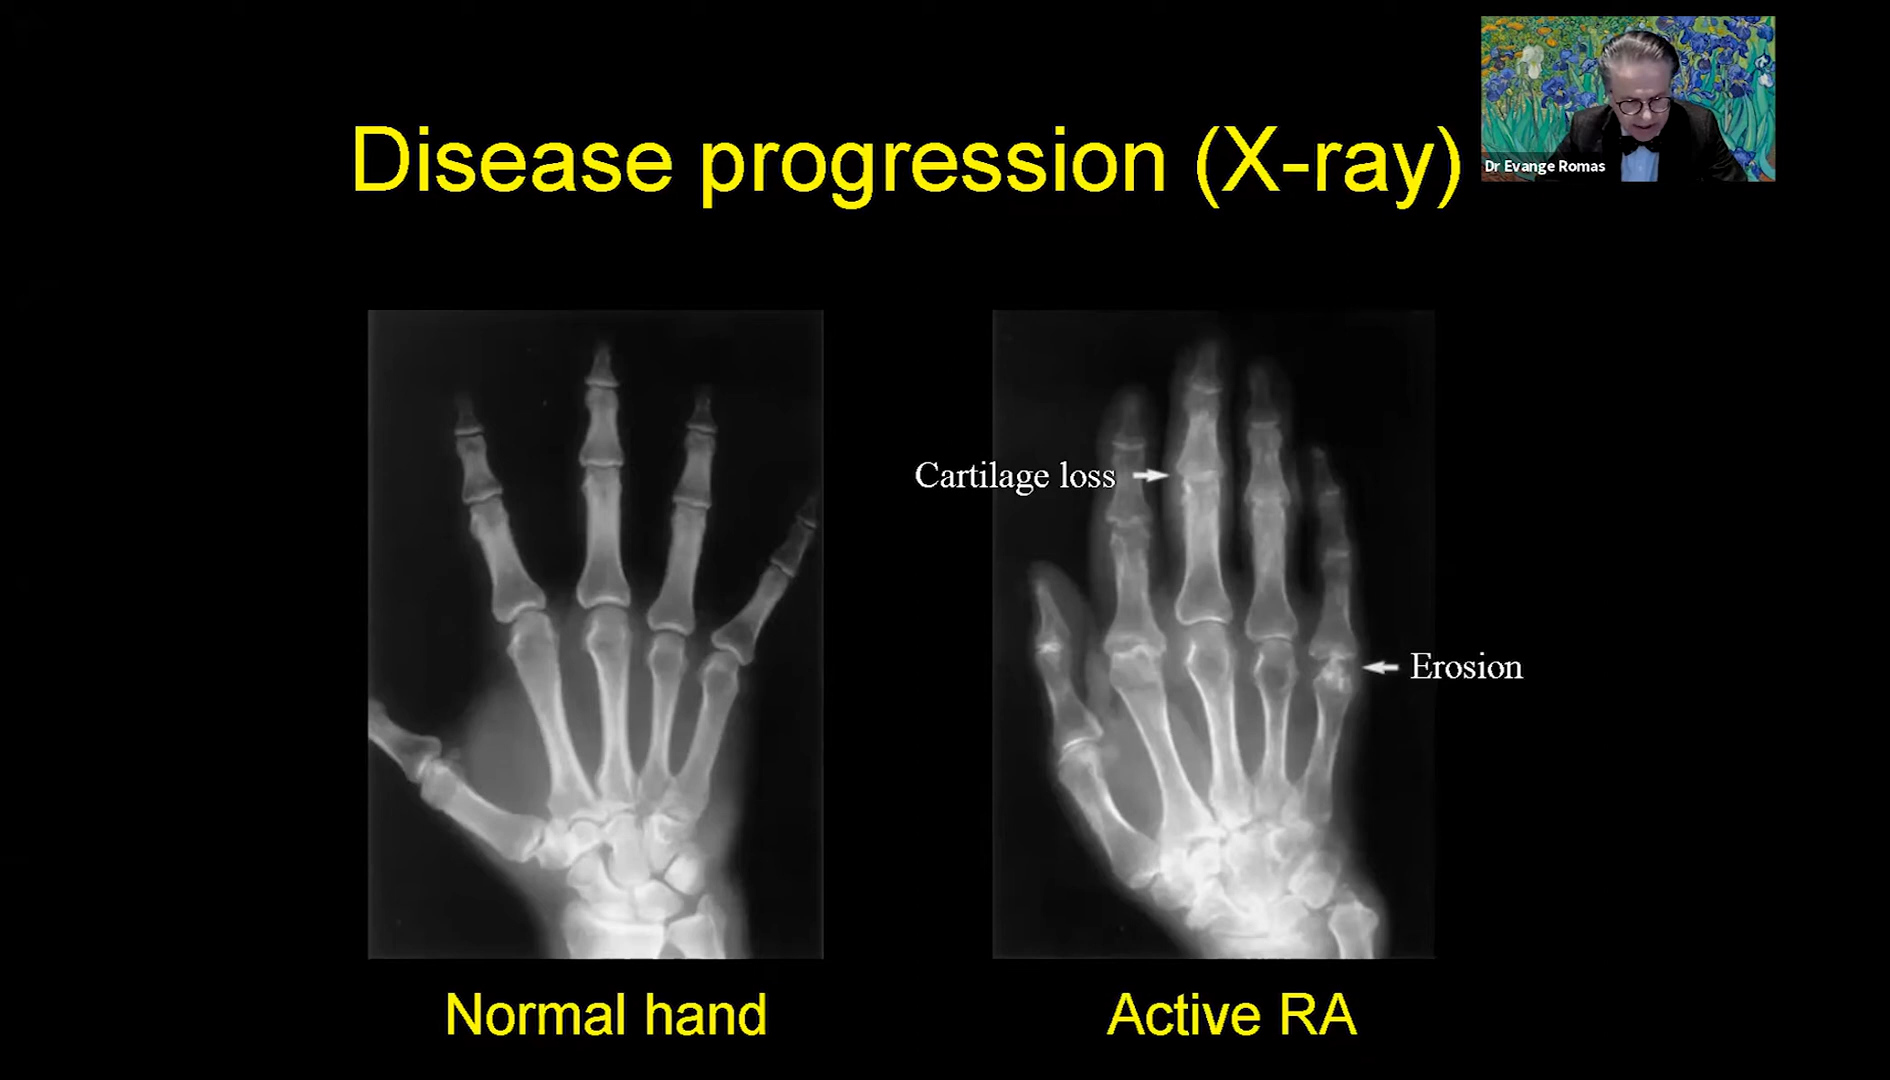 Disease progression (X-ray)
Dr Evange Romas
Cartilage loss
Erosion
Normal hand
Active RA